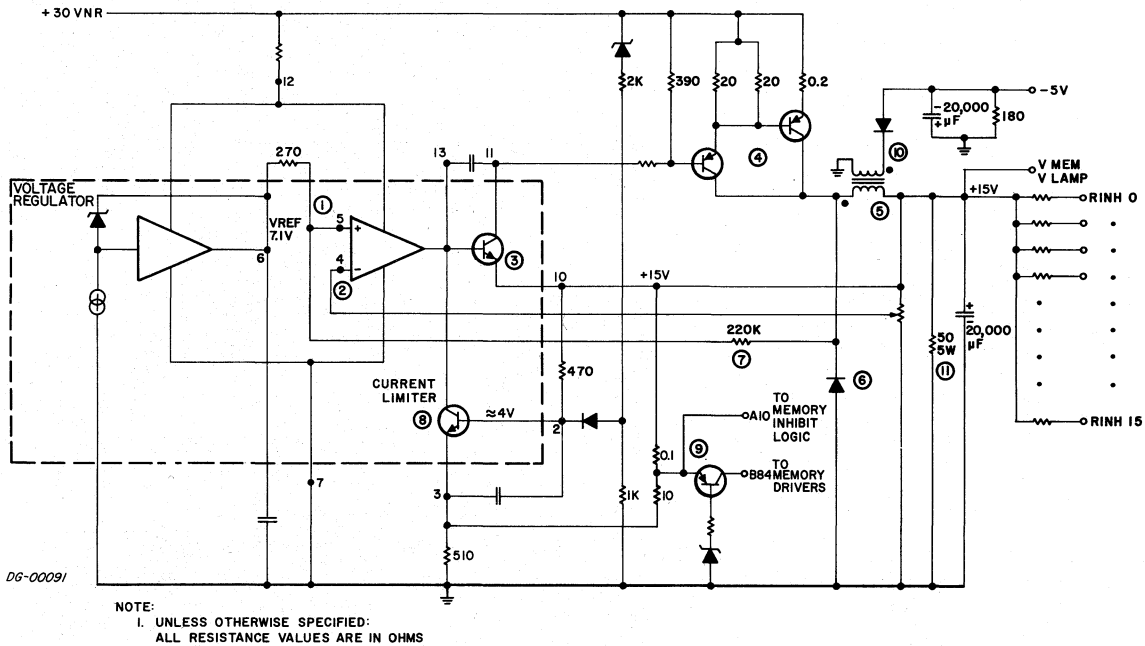 +30 VNR
12
2K
390
20
20
0.2
-5V
-20,000
+ µF
180
270
13
11
4
10
V MEM
V LAMP
VOLTAGE
REGULATOR
1
VREF
7.1V
5
+
4
-
2
6
3
5
+15V
RINH 0
10
+15V
220K
7
50
5W
11
+
-
20,000
µF
470
6
CURRENT
LIMITER
8
≈4V
2
A10
TO
MEMORY
INHIBIT
LOGIC
RINH 15
9
0.1
B84
TO
MEMORY
DRIVERS
7
3
10
1K
510
DG-00091
NOTE:
1. UNLESS OTHERWISE SPECIFIED:
ALL RESISTANCE VALUES ARE IN OHMS